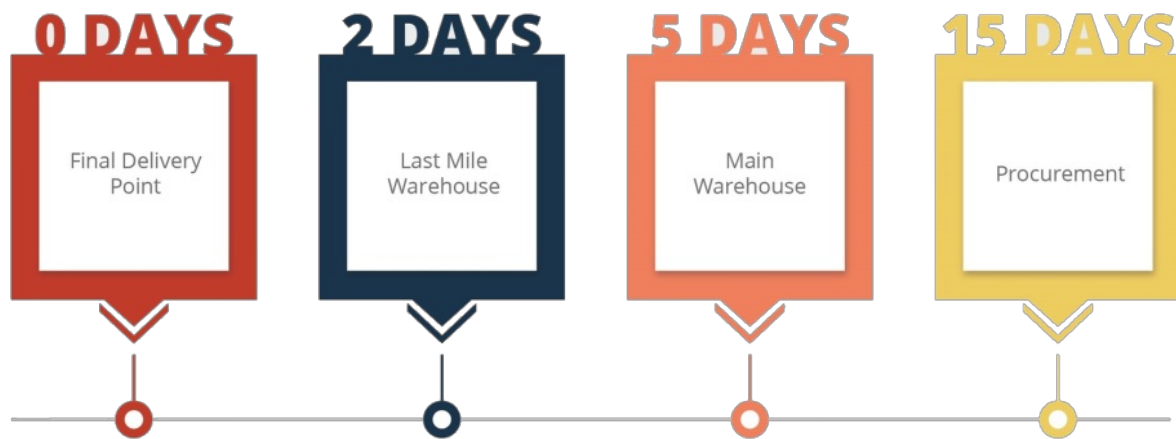 0 DAYS
2 DAYS
5 DAYS
15 DAYS
Final Delivery
Point
Last Mile
Warehouse
Main
Warehouse
Procurement